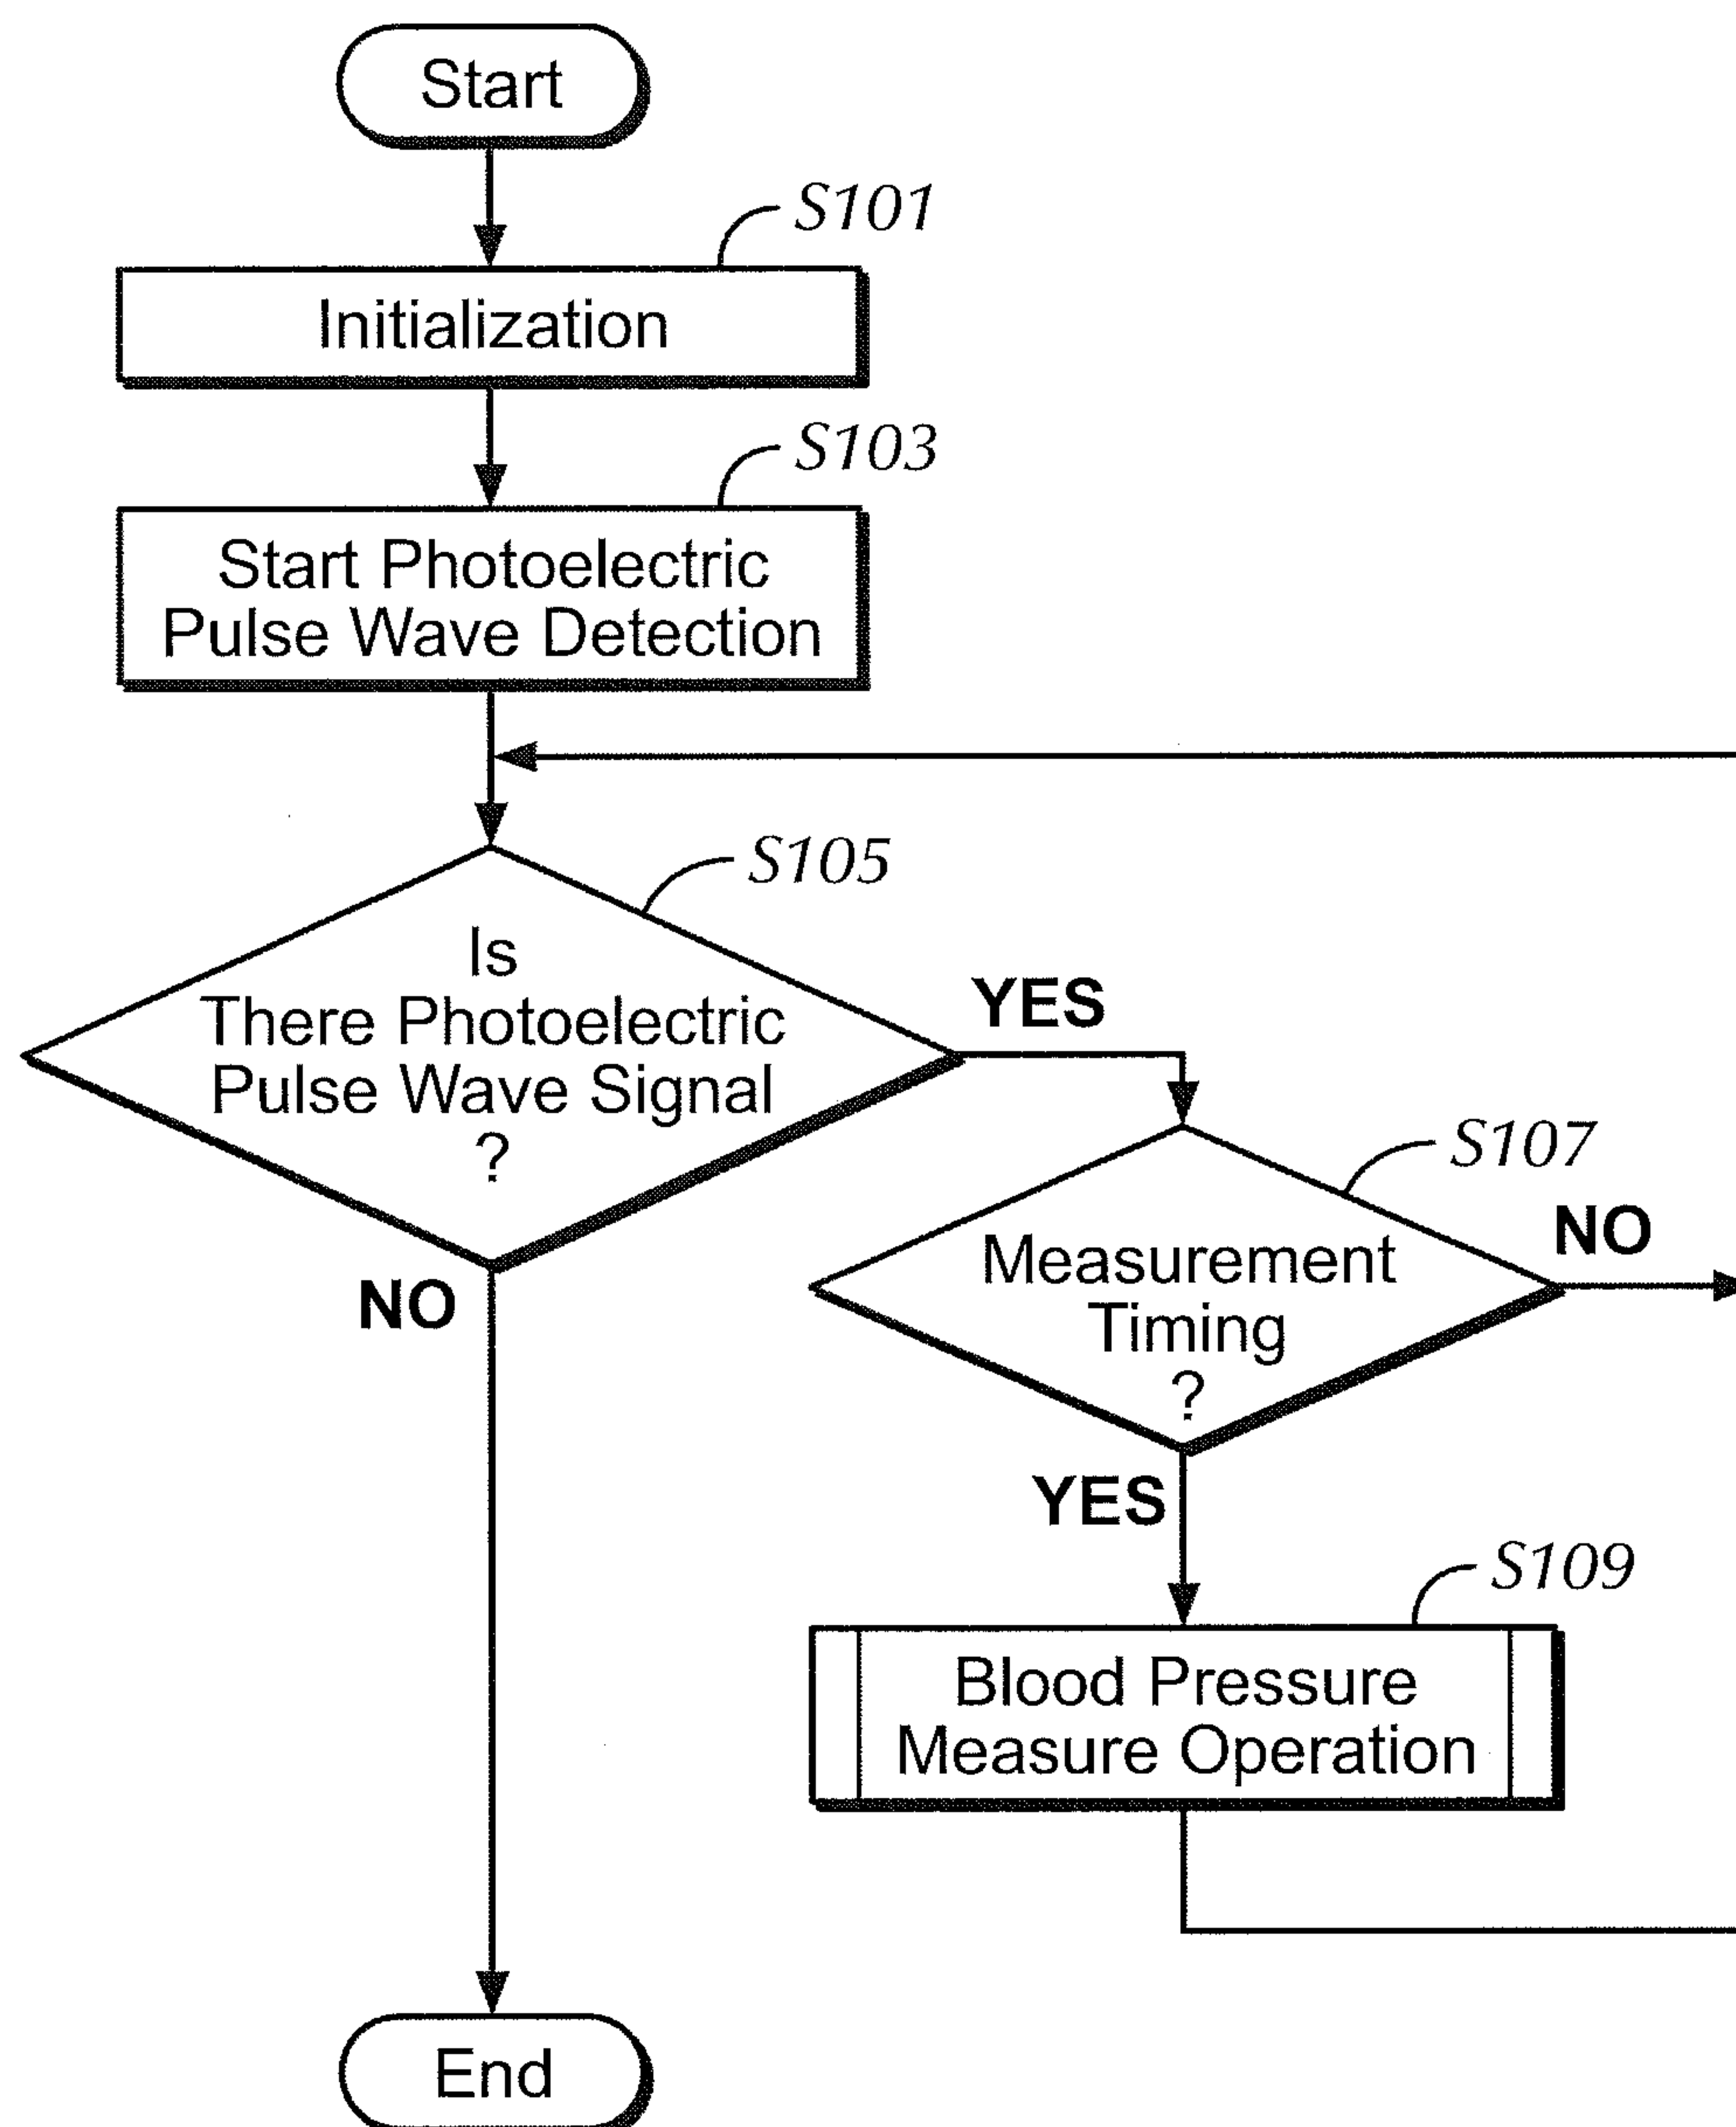 Start
S101
Initialization
S103
Start Photoelectric
Pulse Wave Detection
S105
Is
There Photoelectric
Pulse Wave Signal
?
YES
NO
S107
Measurement
Timing
?
NO
YES
S109
Blood Pressure
Measure Operation
End